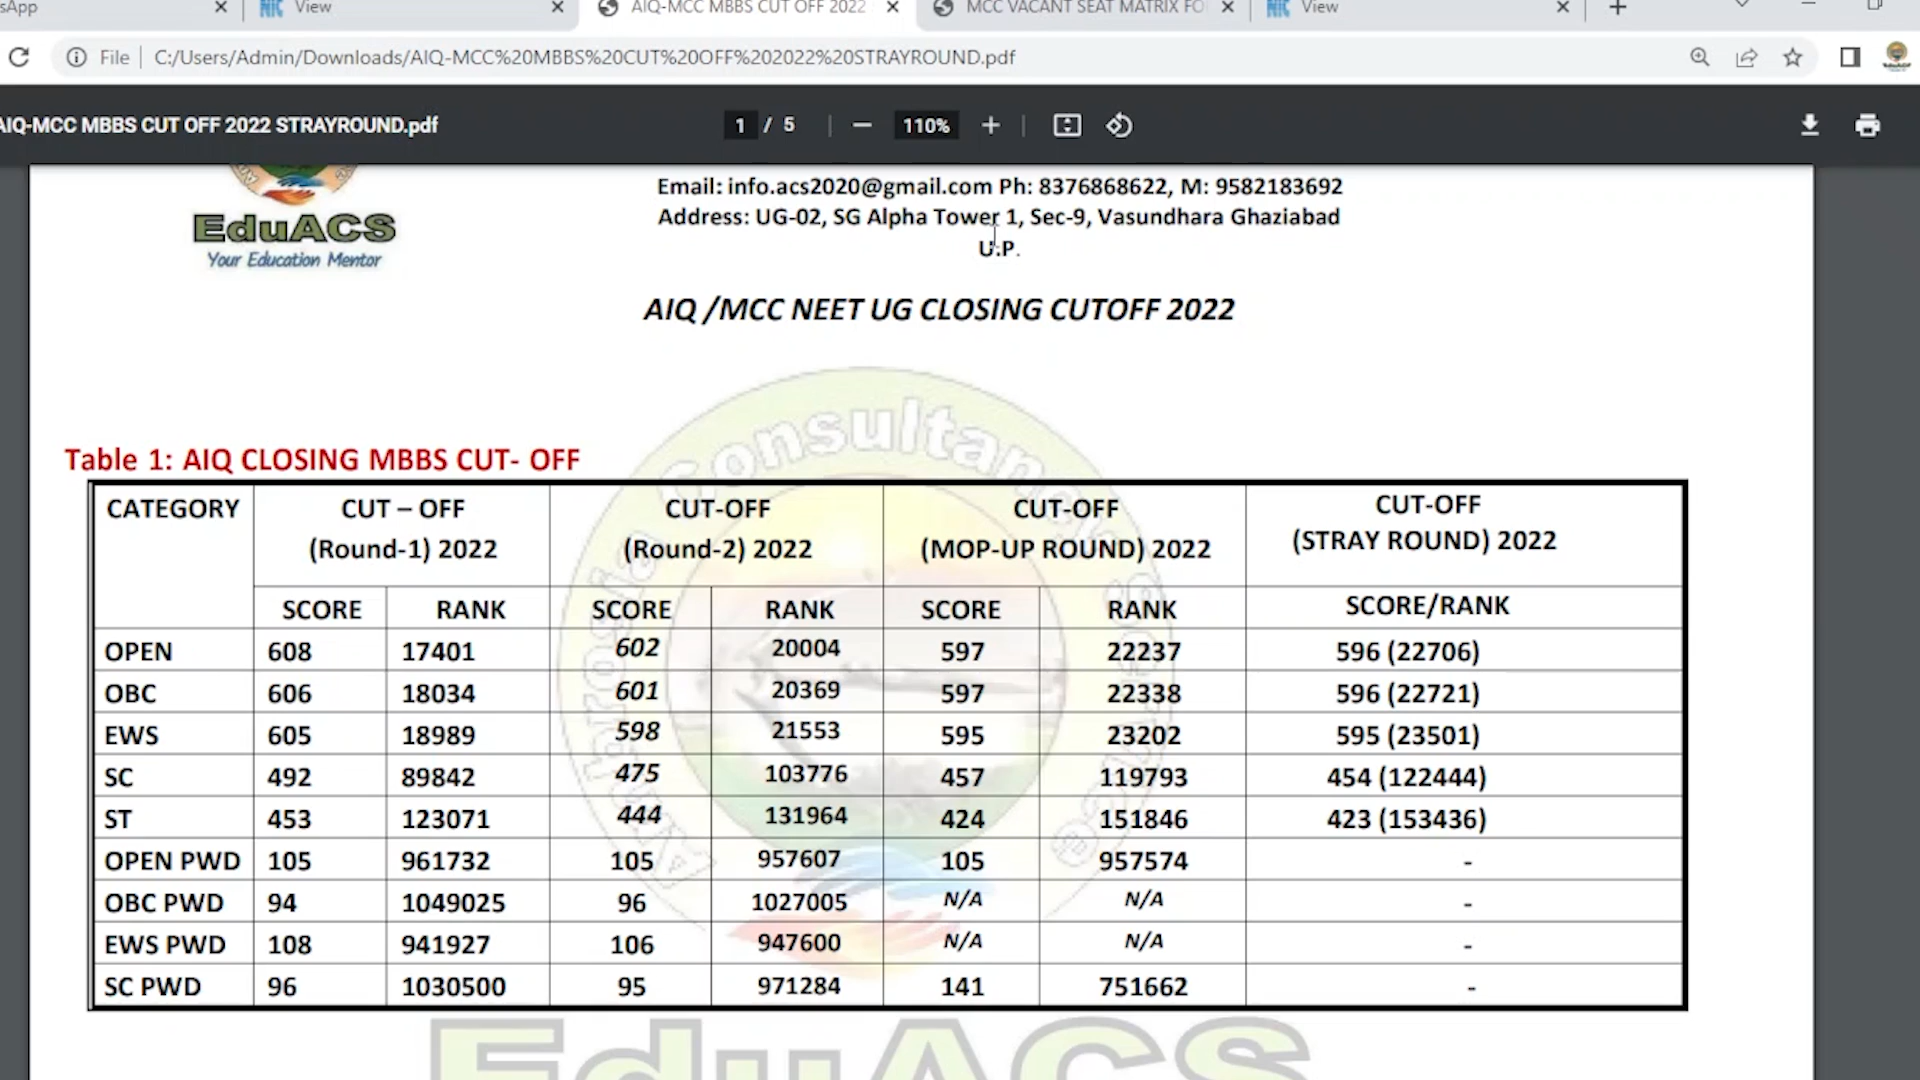 sApp
View
AIQ-MCC MBBS CUT OFF 2022
MCC VACANT SEAT MATRIX FO
NIC View
File C:/Users/Admin/Downloads/AIQ-MCC%20MBBS%20CUT%20OFF%202022%20STRAYROUND.pdf
AIQ-MCC MBBS CUT OFF 2022 STRAYROUND.pdf
1 / 5
110%
EduACS
Your Education Mentor
Email: info.acs2020@gmail.com Ph: 8376868622, M: 9582183692
Address: UG-02, SG Alpha Tower 1, Sec-9, Vasundhara Ghaziabad
U.P.
AIQ /MCC NEET UG CLOSING CUTOFF 2022
Table 1: AIQ CLOSING MBBS CUT- OFF
CATEGORY CUT – OFF (Round-1) 2022 CUT-OFF (Round-2) 2022 CUT-OFF (MOP-UP ROUND) 2022 CUT-OFF (STRAY ROUND) 2022
SCORE RANK SCORE RANK SCORE RANK SCORE/RANK
OPEN 608 17401 602 20004 597 22237 596 (22706)
OBC 606 18034 601 20369 597 22338 596 (22721)
EWS 605 18989 598 21553 595 23202 595 (23501)
SC 492 89842 475 103776 457 119793 454 (122444)
ST 453 123071 444 131964 424 151846 423 (153436)
OPEN PWD 105 961732 105 957607 105 957574 -
OBC PWD 94 1049025 96 1027005 N/A N/A -
EWS PWD 108 941927 106 947600 N/A N/A -
SC PWD 96 1030500 95 971284 141 751662 -
EduACS